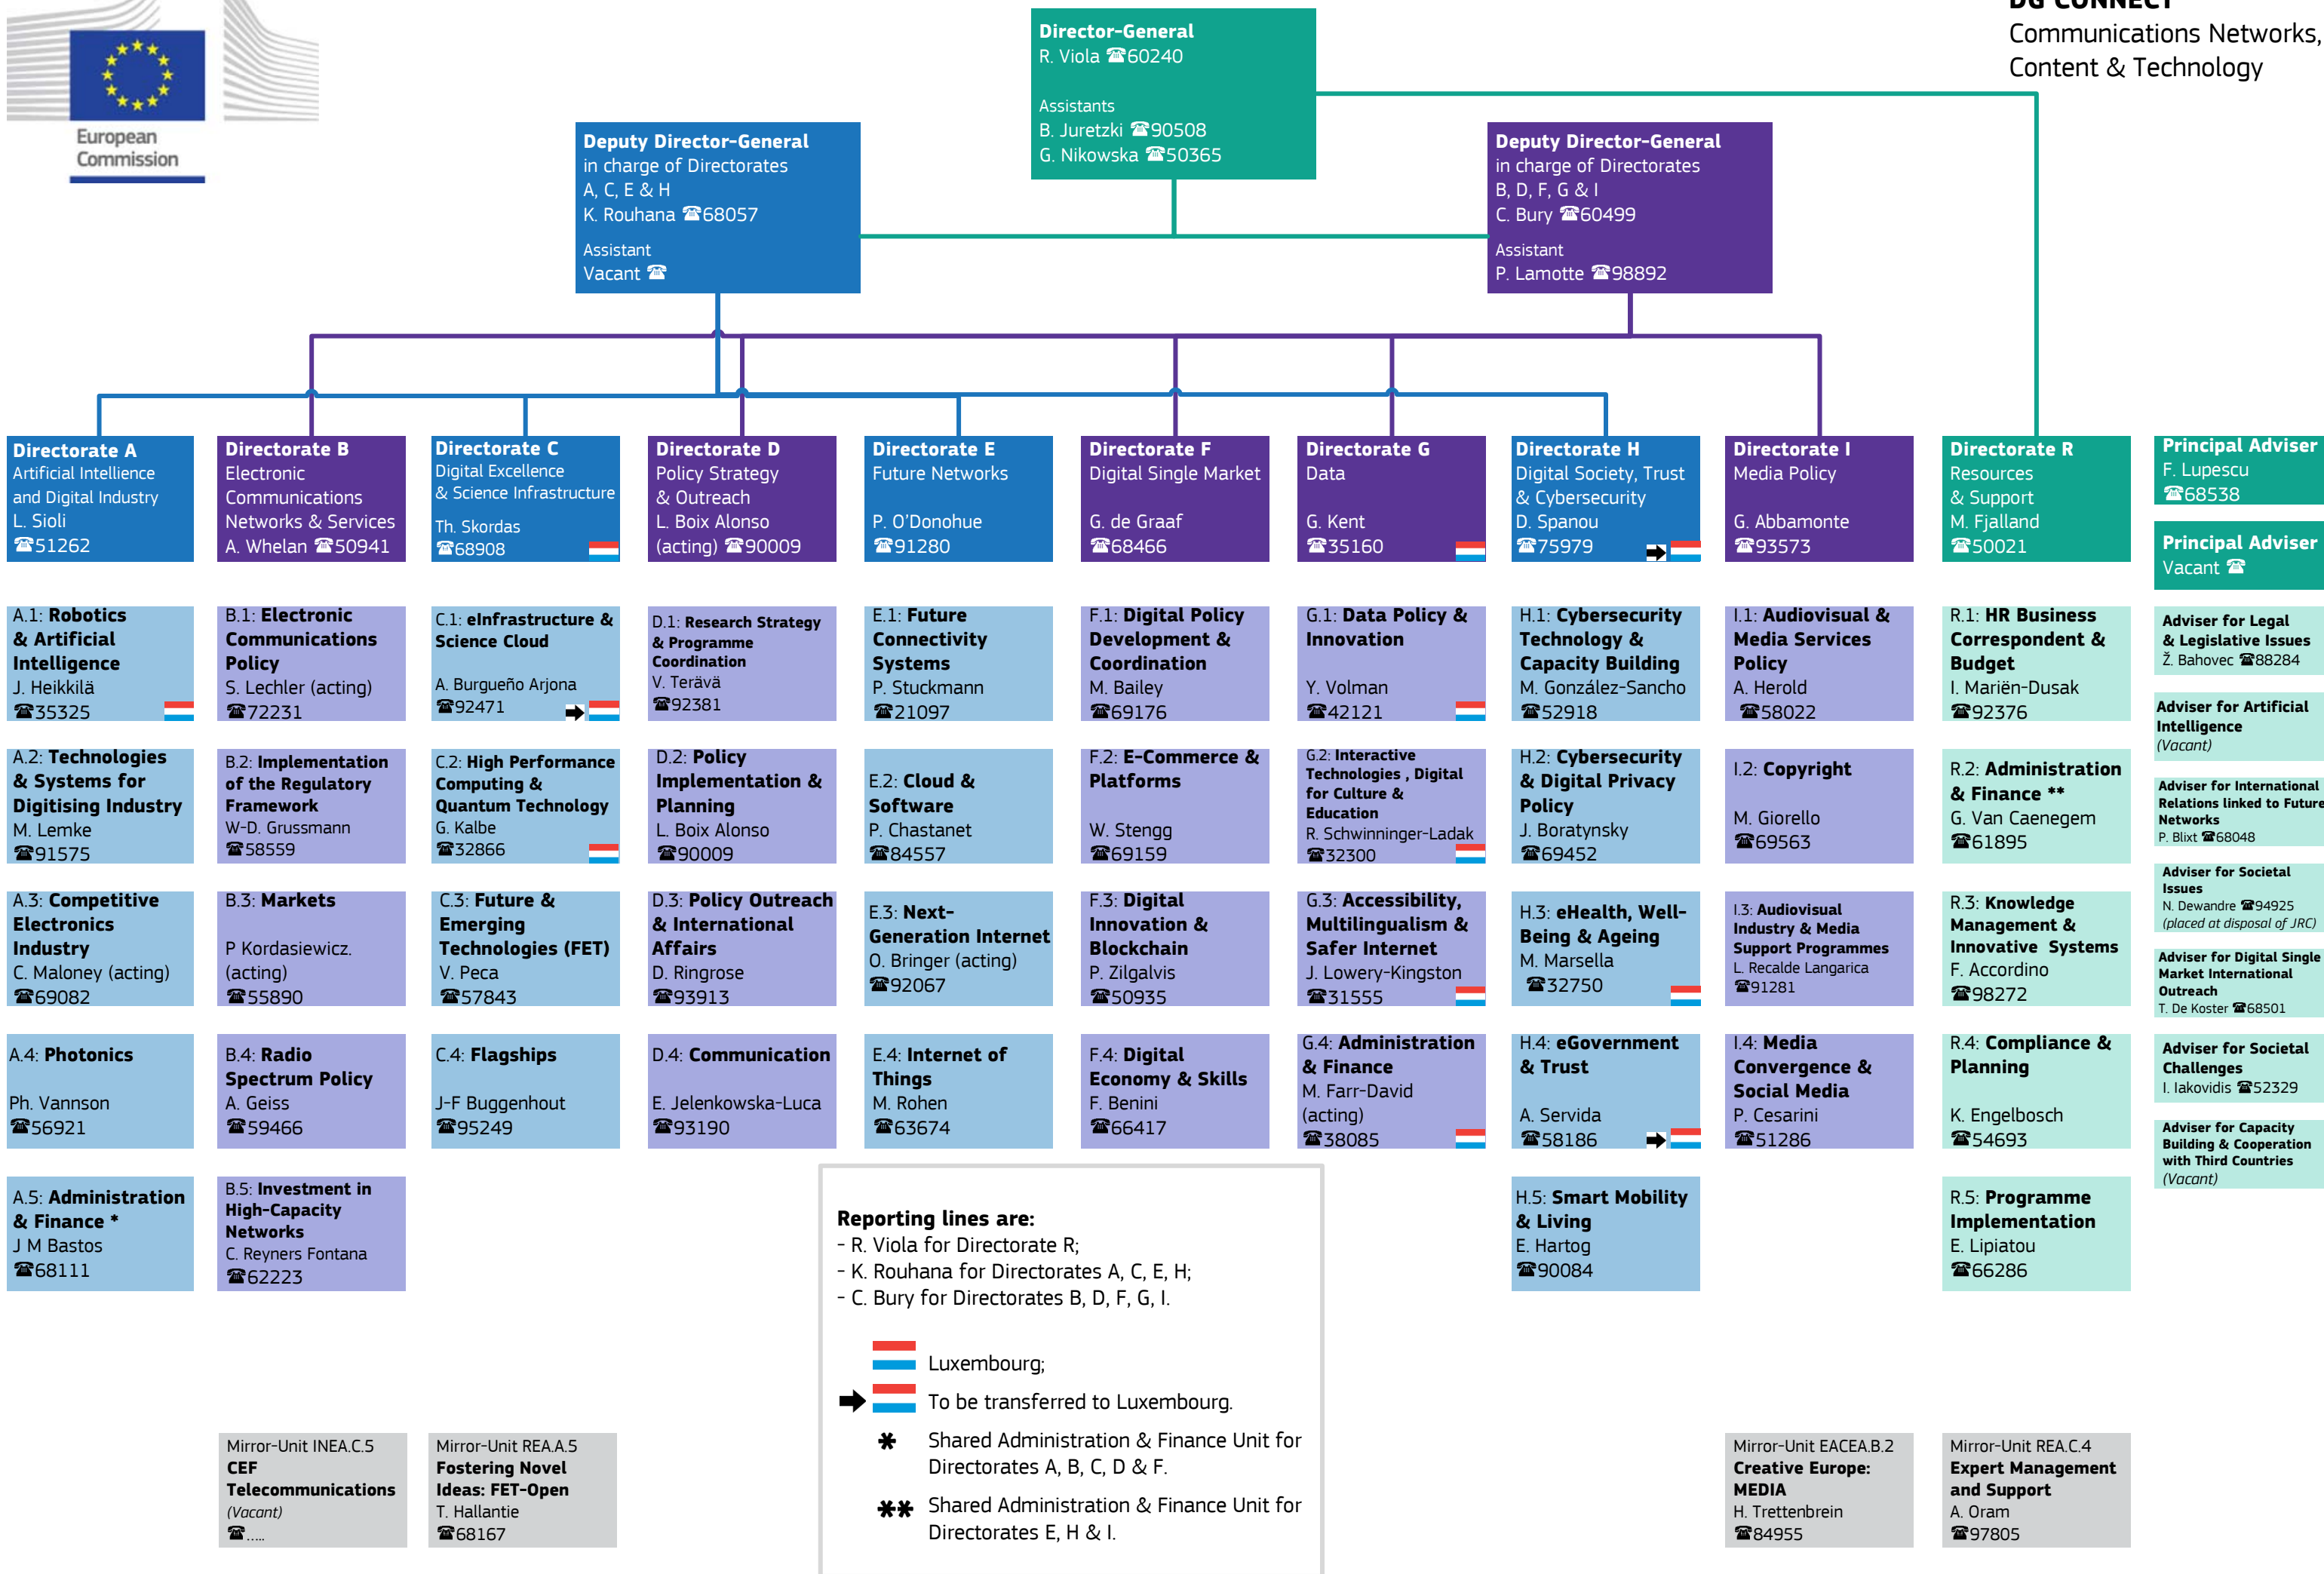 European
Commission
DG CONNECT
Communications Networks,
Content & Technology
Director-General
R. Viola ☎60240
Assistants
B. Juretzki ☎90508
G. Nikowska ☎50365
Deputy Director-General
in charge of Directorates
A, C, E & H
K. Rouhana ☎68057
Assistant
Vacant ☎
Deputy Director-General
in charge of Directorates
B, D, F, G & I
C. Bury ☎60499
Assistant
P. Lamotte ☎98892
Directorate A
Artificial Intellience
and Digital Industry
L. Sioli
☎51262
Directorate B
Electronic
Communications
Networks & Services
A. Whelan ☎50941
Directorate C
Digital Excellence
& Science Infrastructure
Th. Skordas
☎68908
Directorate D
Policy Strategy
& Outreach
L. Boix Alonso
(acting) ☎90009
Directorate E
Future Networks
P. O'Donohue
☎91280
Directorate F
Digital Single Market
G. de Graaf
☎68466
Directorate G
Data
G. Kent
☎35160
Directorate H
Digital Society, Trust
& Cybersecurity
D. Spanou
☎75979
Directorate I
Media Policy
G. Abbamonte
☎93573
Directorate R
Resources
& Support
M. Fjalland
☎50021
Principal Adviser
F. Lupescu
☎68538
Principal Adviser
Vacant ☎
A.1: Robotics
& Artificial
Intelligence
J. Heikkilä
☎35325
B.1: Electronic
Communications
Policy
S. Lechler (acting)
☎72231
C.1: eInfrastructure &
Science Cloud
A. Burgueño Arjona
☎92471
D.1: Research Strategy
& Programme
Coordination
V. Terävä
☎92381
E.1: Future
Connectivity
Systems
P. Stuckmann
☎21097
F.1: Digital Policy
Development &
Coordination
M. Bailey
☎69176
G.1: Data Policy &
Innovation
Y. Volman
☎42121
H.1: Cybersecurity
Technology &
Capacity Building
M. González-Sancho
☎52918
I.1: Audiovisual &
Media Services
Policy
A. Herold
☎58022
R.1: HR Business
Correspondent &
Budget
I. Mariën-Dusak
☎92376
Adviser for Legal
& Legislative Issues
Ž. Bahovec ☎88284
Adviser for Artificial
Intelligence
(Vacant)
A.2: Technologies
& Systems for
Digitising Industry
M. Lemke
☎91575
B.2: Implementation
of the Regulatory
Framework
W-D. Grussmann
☎58559
C.2: High Performance
Computing &
Quantum Technology
G. Kalbe
☎32866
D.2: Policy
Implementation &
Planning
L. Boix Alonso
☎90009
E.2: Cloud &
Software
P. Chastanet
☎84557
F.2: E-Commerce &
Platforms
W. Stengg
☎69159
G.2: Interactive
Technologies , Digital
for Culture &
Education
R. Schwinninger-Ladak
☎32300
H.2: Cybersecurity
& Digital Privacy
Policy
J. Boratynsky
☎69452
I.2: Copyright
M. Giorello
☎69563
R.2: Administration
& Finance **
G. Van Caenegem
☎61895
Adviser for International
Relations linked to Future
Networks
P. Blixt ☎68048
A.3: Competitive
Electronics
Industry
C. Maloney (acting)
☎69082
B.3: Markets
P Kordasiewicz.
(acting)
☎55890
C.3: Future &
Emerging
Technologies (FET)
V. Peca
☎57843
D.3: Policy Outreach
& International
Affairs
D. Ringrose
☎93913
E.3: Next-
Generation Internet
O. Bringer (acting)
☎92067
F.3: Digital
Innovation &
Blockchain
P. Zilgalvis
☎50935
G.3: Accessibility,
Multilingualism &
Safer Internet
J. Lowery-Kingston
☎31555
H.3: eHealth, Well-
Being & Ageing
M. Marsella
☎32750
I.3: Audiovisual
Industry & Media
Support Programmes
L. Recalde Langarica
☎91281
R.3: Knowledge
Management &
Innovative Systems
F. Accordino
☎98272
Adviser for Societal
Issues
N. Dewandre ☎94925
(placed at disposal of JRC)
Adviser for Digital Single
Market International
Outreach
T. De Koster ☎68501
A.4: Photonics
Ph. Vannson
☎56921
B.4: Radio
Spectrum Policy
A. Geiss
☎59466
C.4: Flagships
J-F Buggenhout
☎95249
D.4: Communication
E. Jelenkowska-Luca
☎93190
E.4: Internet of
Things
M. Rohen
☎63674
F.4: Digital
Economy & Skills
F. Benini
☎66417
G.4: Administration
& Finance
M. Farr-David
(acting)
☎38085
H.4: eGovernment
& Trust
A. Servida
☎58186
I.4: Media
Convergence &
Social Media
P. Cesarini
☎51286
R.4: Compliance &
Planning
K. Engelbosch
☎54693
Adviser for Societal
Challenges
I. Iakovidis ☎52329
Adviser for Capacity
Building & Cooperation
with Third Countries
(Vacant)
A.5: Administration
& Finance *
J M Bastos
☎68111
B.5: Investment in
High-Capacity
Networks
C. Reyners Fontana
☎62223
H.5: Smart Mobility
& Living
E. Hartog
☎90084
R.5: Programme
Implementation
E. Lipiatou
☎66286
Reporting lines are:
- R. Viola for Directorate R;
- K. Rouhana for Directorates A, C, E, H;
- C. Bury for Directorates B, D, F, G, I.
Luxembourg;
To be transferred to Luxembourg.
* Shared Administration & Finance Unit for
Directorates A, B, C, D & F.
** Shared Administration & Finance Unit for
Directorates E, H & I.
Mirror-Unit INEA.C.5
CEF
Telecommunications
(Vacant)
☎.....
Mirror-Unit REA.A.5
Fostering Novel
Ideas: FET-Open
T. Hallantie
☎68167
Mirror-Unit EACEA.B.2
Creative Europe:
MEDIA
H. Trettenbrein
☎84955
Mirror-Unit REA.C.4
Expert Management
and Support
A. Oram
☎97805